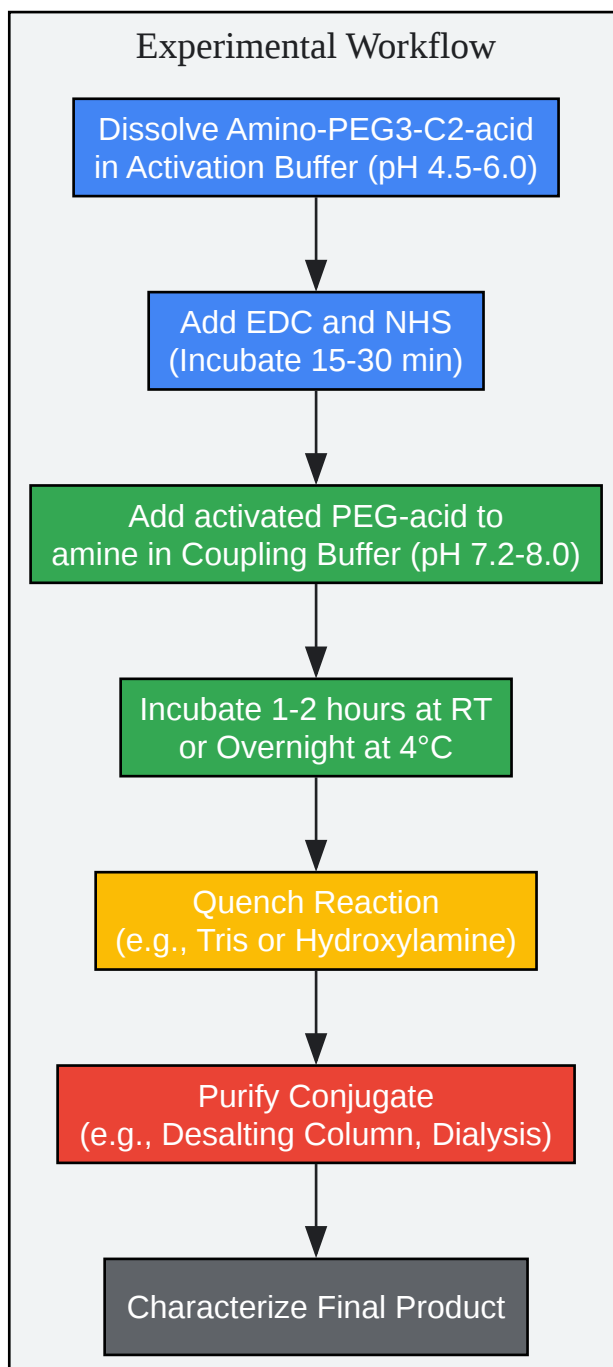 Experimental Workflow
Dissolve Amino-PEG3-C2-acid
in Activation Buffer (pH 4.5-6.0)
Add EDC and NHS
(Incubate 15-30 min)
Add activated PEG-acid to
amine in Coupling Buffer (pH 7.2-8.0)
Incubate 1-2 hours at RT
or Overnight at 4°C
Quench Reaction
(e.g., Tris or Hydroxylamine)
Purify Conjugate
(e.g., Desalting Column, Dialysis)
Characterize Final Product